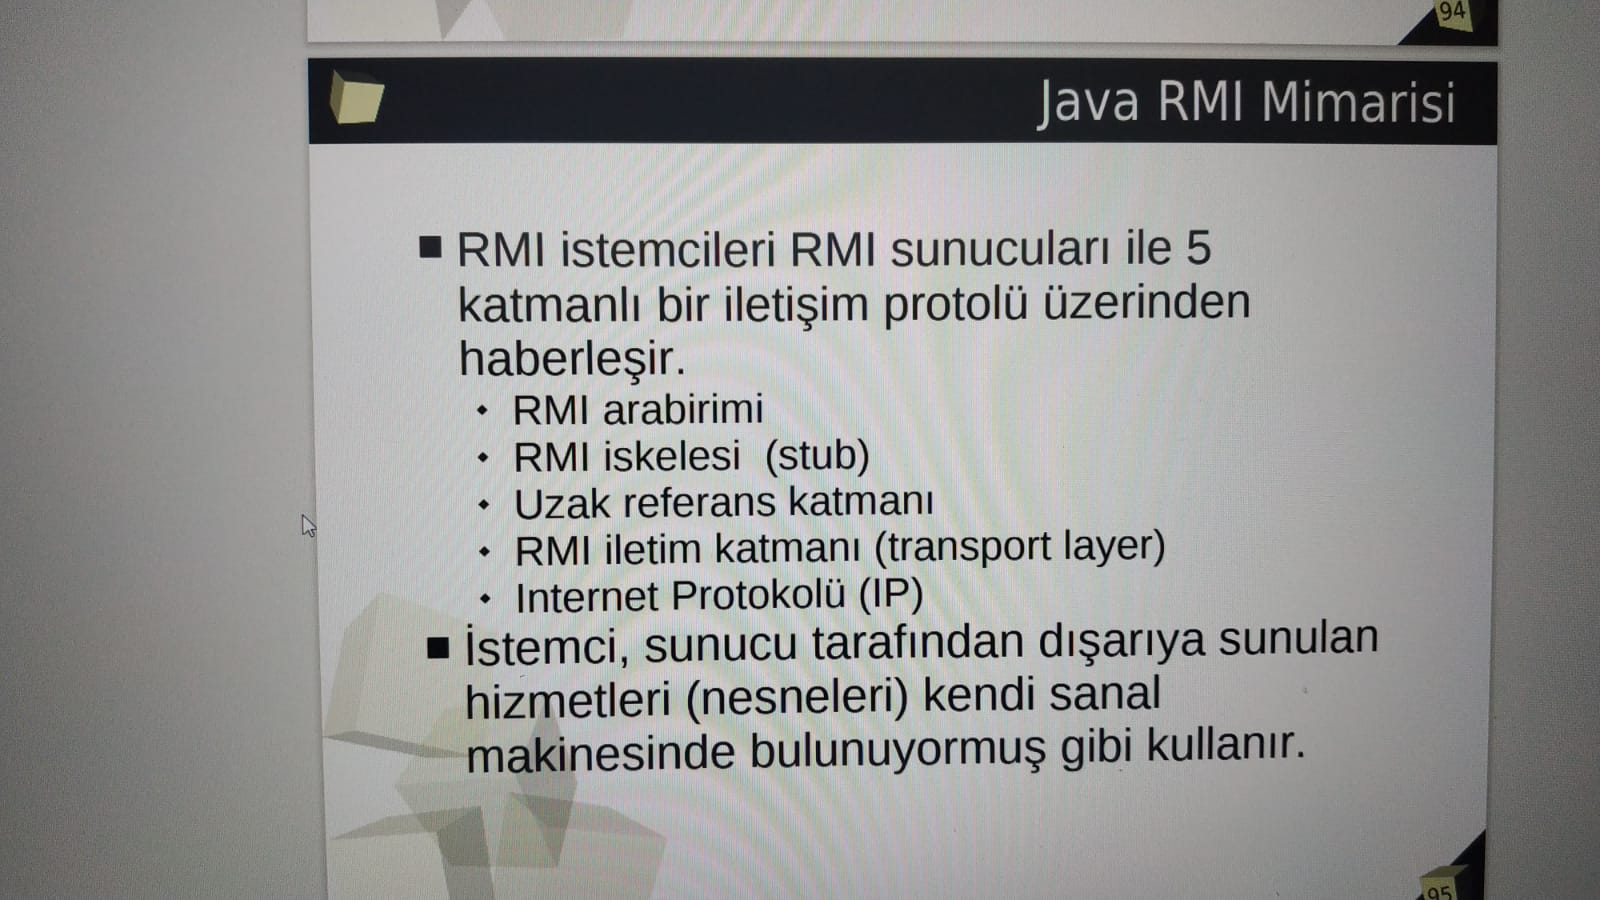 94
Java RMI Mimarisi
RMI istemcileri RMI sunucuları ile 5
katmanlı bir iletişim protolü üzerinden
haberleşir.
RMI arabirimi
RMI iskelesi (stub)
Uzak referans katmanı
RMI iletim katmanı (transport layer)
Internet Protokolü (IP)
İstemci, sunucu tarafından dışarıya sunulan
hizmetleri (nesneleri) kendi sanal
makinesinde bulunuyormuş gibi kullanır.
95